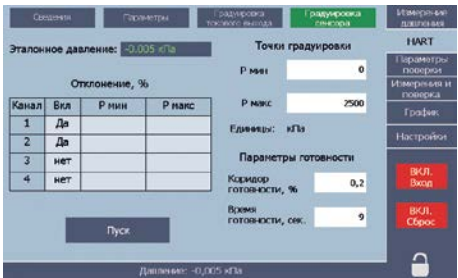 Сведения
Параметры
Градуировка
токового выхода
Градуировка
сенсора
Измерение
давления
HART
Параметры
поверки
Измерения и
поверка
График
Настройки
ВКЛ.
Вход
ВКЛ.
Сброс
Эталонное давление: -0.005 кПа
Отклонение, %
Канал Вкл Р мин Р макс
1 Да
2 Да
3 нет
4 нет
Пуск
Точки градуировки
Р мин 0
Р макс 2500
Единицы: кПа
Параметры готовности
Коридор
готовности, % 0,2
Время
готовности, сек. 9
Давление: -0,005 кПа